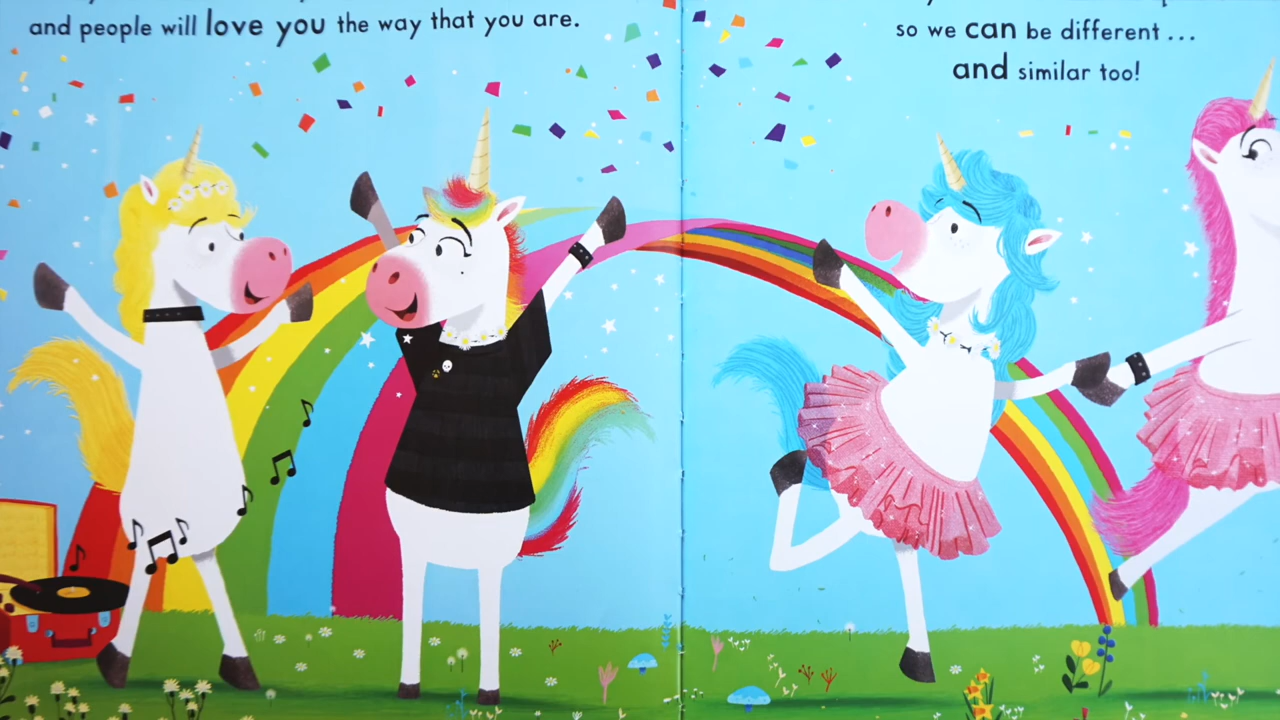 and people will love you the way that you are.
so we can be different ...
and similar too!